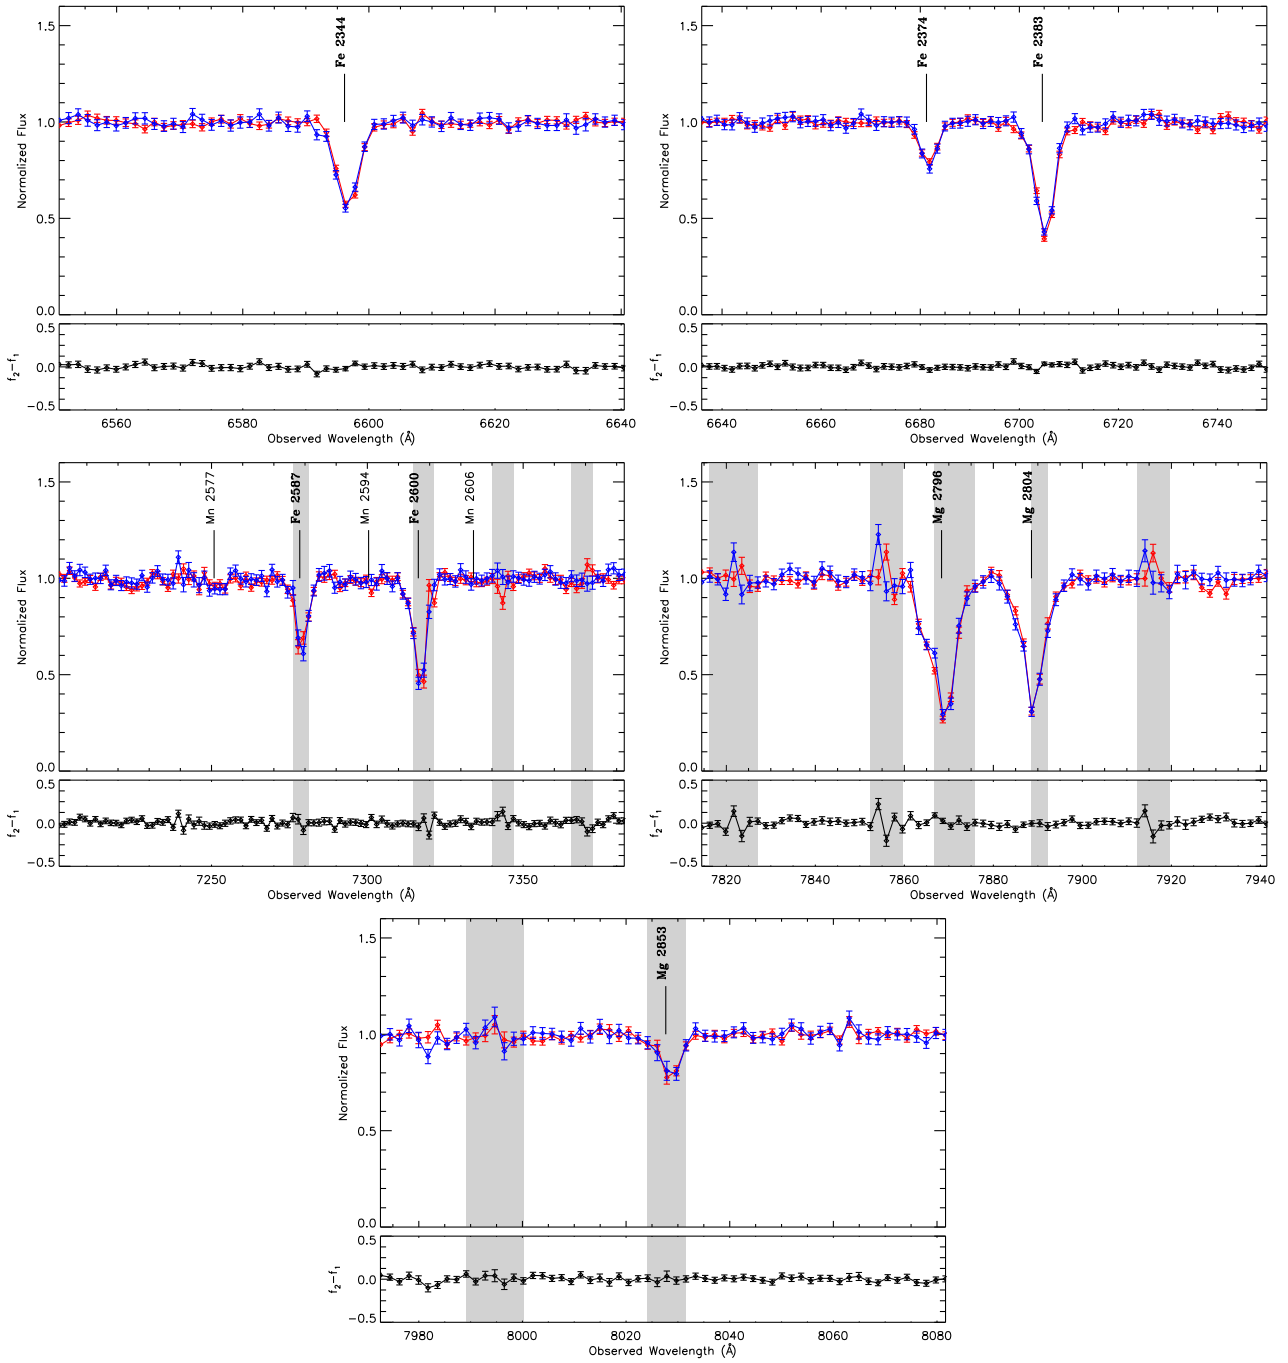 Fe 2344
1.5
1.0
0.5
0.0
Normalized Flux
0.5
0.0
−0.5
f2−f1
6560 6580 6600 6620 6640
Observed Wavelength (Å)
Fe 2374
Fe 2383
1.5
1.0
0.5
0.0
Normalized Flux
0.5
0.0
−0.5
f2−f1
6640 6660 6680 6700 6720 6740
Observed Wavelength (Å)
Mn 2577
Fe 2587
Mn 2594
Fe 2600
Mn 2606
1.5
1.0
0.5
0.0
Normalized Flux
0.5
0.0
−0.5
f2−f1
7250 7300 7350
Observed Wavelength (Å)
Mg 2796
Mg 2804
1.5
1.0
0.5
0.0
Normalized Flux
0.5
0.0
−0.5
f2−f1
7820 7840 7860 7880 7900 7920 7940
Observed Wavelength (Å)
Mg 2853
1.5
1.0
0.5
0.0
Normalized Flux
0.5
0.0
−0.5
f2−f1
7980 8000 8020 8040 8060 8080
Observed Wavelength (Å)